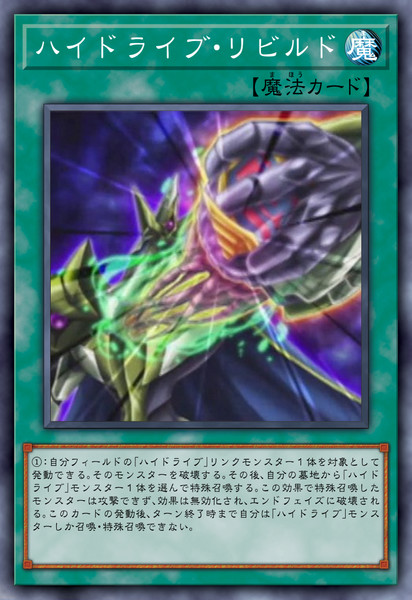 ハイドライブ・リビルド 魔
【魔法カード】
①:自分フィールドの「ハイドライブ」リンクモンスター1体を対象として
発動できる。そのモンスターを破壊する。その後、自分の墓地から「ハイ
ドライブ」モンスター1体を選んで特殊召喚する。この効果で特殊召喚した
モンスターは攻撃できず、効果は無効化され、エンドフェイズに破壊され
る。このカードの発動後、ターン終了時まで自分は「ハイドライブ」モンス
ターしか召喚・特殊召喚できない。